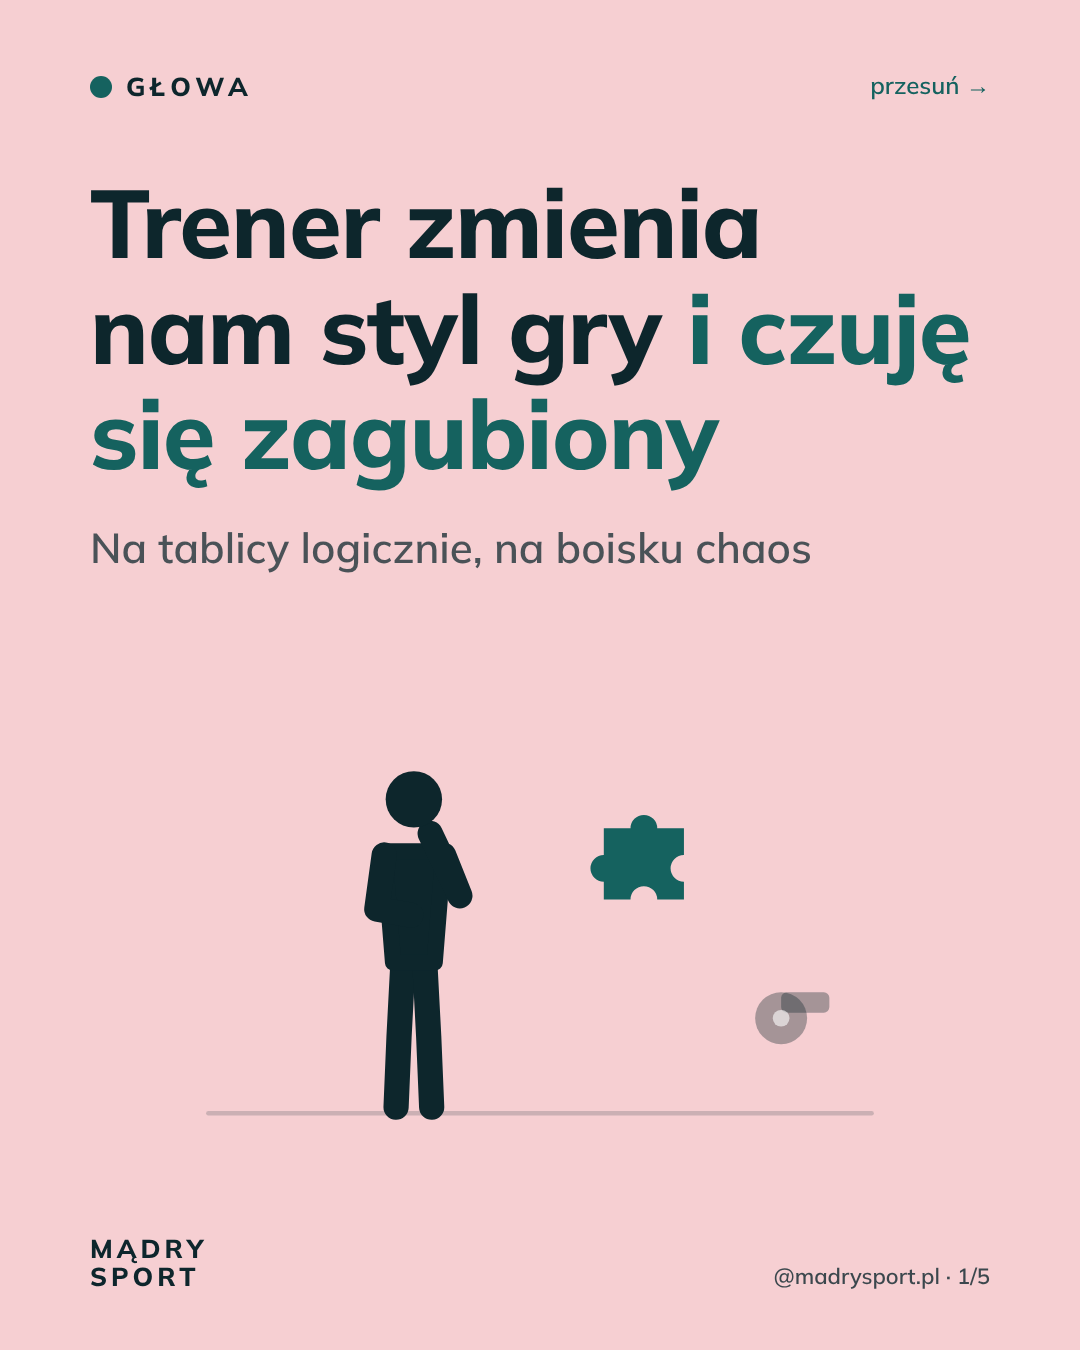 GŁOWA
przesuń →
Trener zmienia
nam styl gry i czuję
się zagubiony
Na tablicy logicznie, na boisku chaos
MĄDRY
SPORT
@madrysport.pl · 1/5